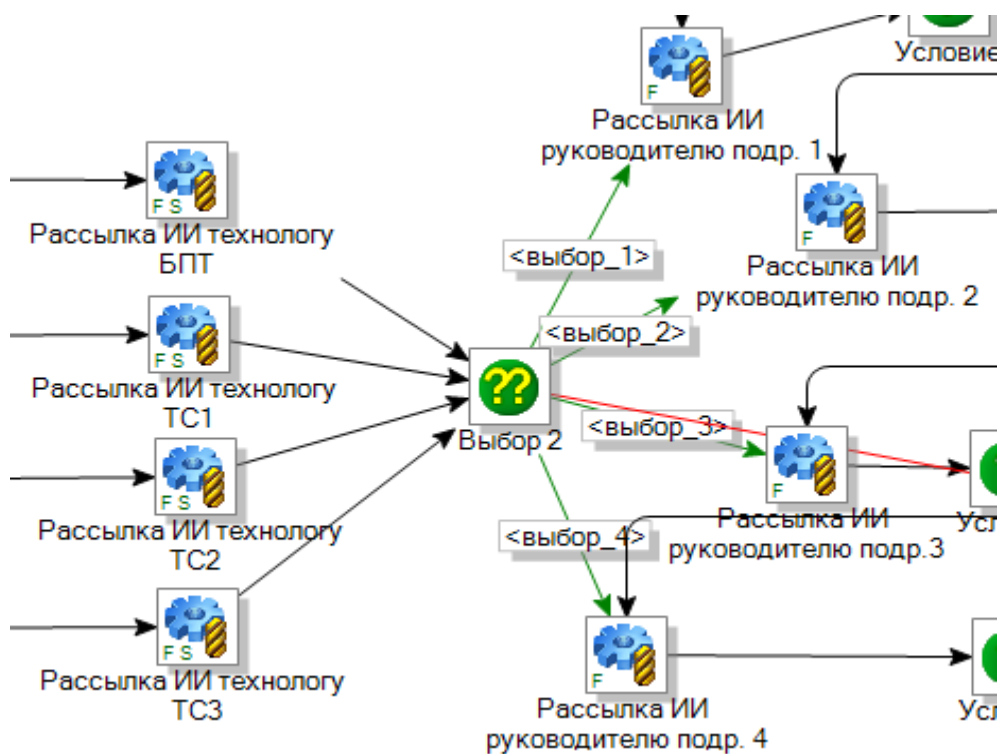 Условие
F
Рассылка ИИ
руководителю подр. 1
F S
Рассылка ИИ технологу
БПТ
F
Рассылка ИИ
руководителю подр. 2
<выбор_1>
<выбор_2>
F S
Рассылка ИИ технологу
ТС1
??
Выбор 2
<выбор_3>
F
Рассылка ИИ
руководителю подр.3
Усл
F S
Рассылка ИИ технологу
ТС2
<выбор_4>
F S
Рассылка ИИ технологу
ТС3
F
Рассылка ИИ
руководителю подр. 4
Усл